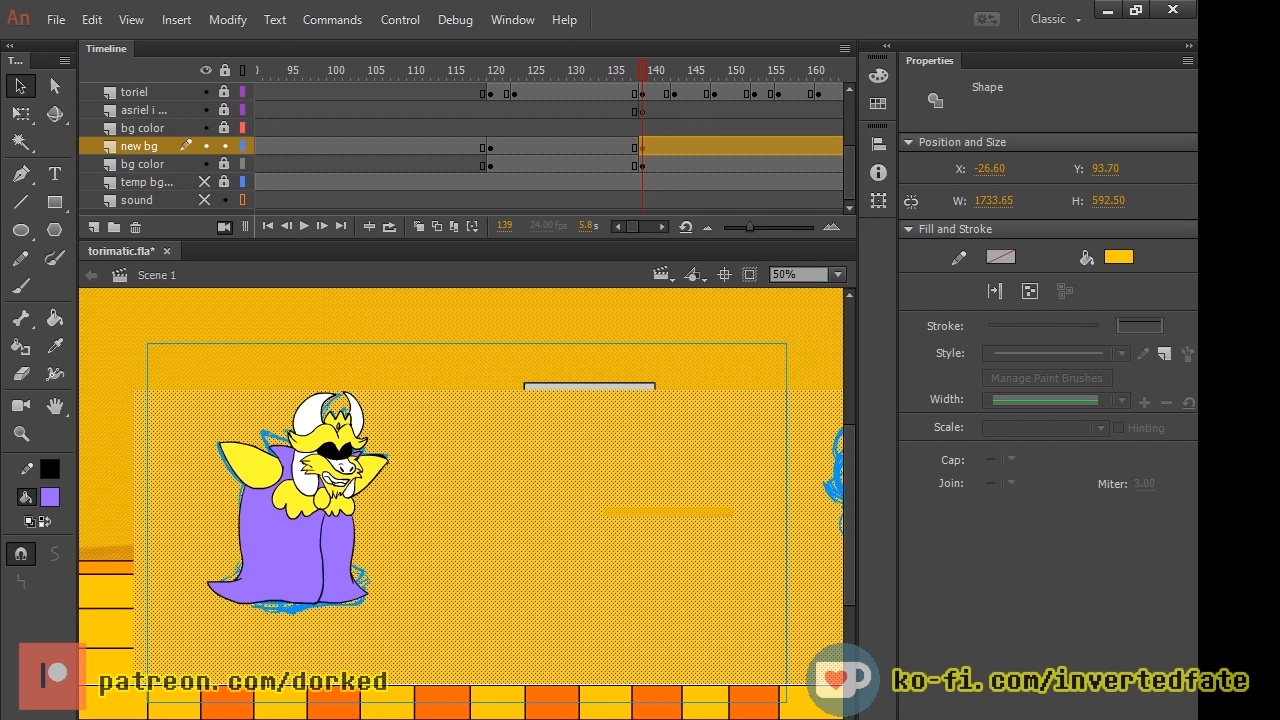 An File Edit View Insert Modify Text Commands Control Debug Window Help Classic
T... Timeline Properties
0 95 100 105 110 115 120 125 130 135 140 145 150 155 160
Shape
toriel
asriel i ...
bg color
new bg
bg color
temp bg...
sound
139 24.00 fps 5.8 s
torimatic.fla*
Scene 1 50%
Position and Size
X: -26.60 Y: 93.70
W: 1733.65 H: 592.50
Fill and Stroke
Stroke:
Style:
Manage Paint Brushes
Width:
Scale: Hinting
Cap:
Join: Miter: 3.00
patreon.com/dorked ko-fi.com/invertedfate